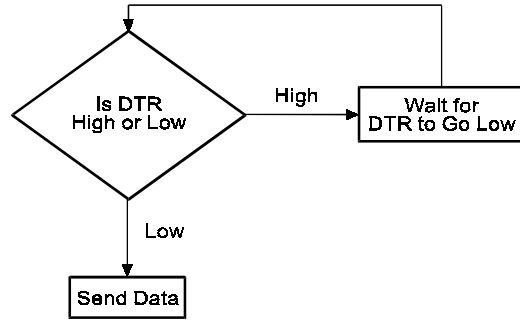 Is DTR
High or Low
High
Wait for
DTR to Go Low
Low
Send Data